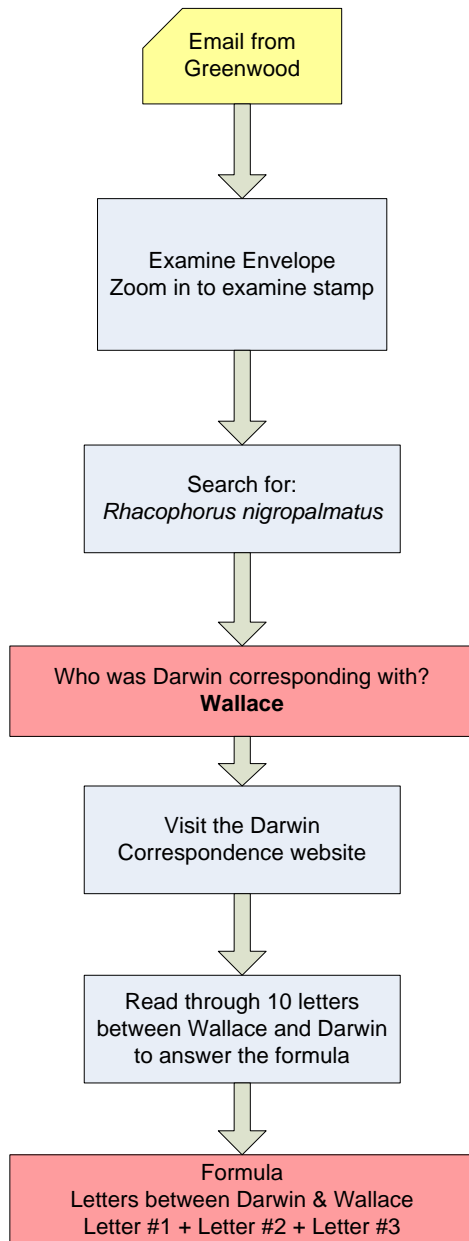 Email from
Greenwood
Examine Envelope
Zoom in to examine stamp
Search for:
Rhacophorus nigropalmatus
Who was Darwin corresponding with?
Wallace
Visit the Darwin
Correspondence website
Read through 10 letters
between Wallace and Darwin
to answer the formula
Formula
Letters between Darwin & Wallace
Letter #1 + Letter #2 + Letter #3